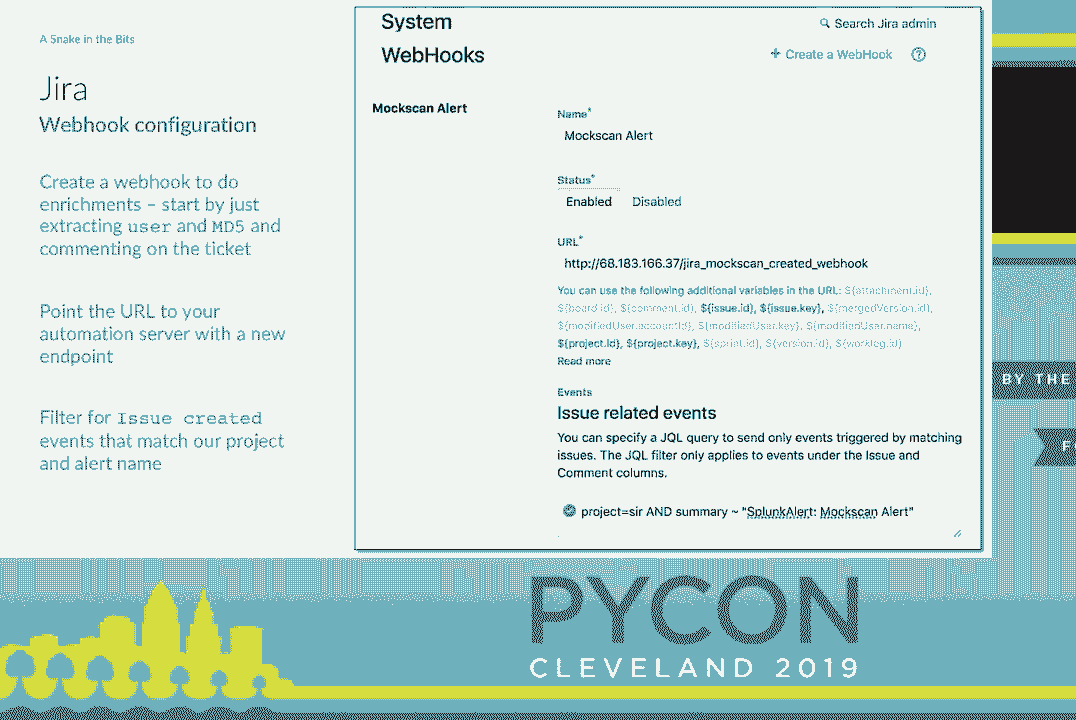 A Snake in the Bits
Jira
Webhook configuration
Create a webhook to do
enrichments – start by just
extracting user and MD5 and
commenting on the ticket
Point the URL to your
automation server with a new
endpoint
Filter for Issue created
events that match our project
and alert name
System
Search Jira admin
WebHooks
+ Create a WebHook
Mockscan Alert
Name*
Mockscan Alert
Status*
Enabled Disabled
URL*
http://68.183.166.37/jira_mockscan_created_webhook
You can use the following additional variables in the URL: ${attachment.id},
${board.id}, ${comment.id}, ${issue.id}, ${issue.key}, ${mergedVersion.id},
${modifiedUser.accountId}, ${modifiedUser.key}, ${modifiedUser.name},
${project.id}, ${project.key}, ${sprint.id}, ${version.id}, ${worklog.id}
Read more
Events
Issue related events
You can specify a JQL query to send only events triggered by matching
issues. The JQL filter only applies to events under the Issue and
Comment columns.
project=sir AND summary ~ "SplunkAlert: Mockscan Alert"
BY THE
F
PYCON
CLEVELAND 2019